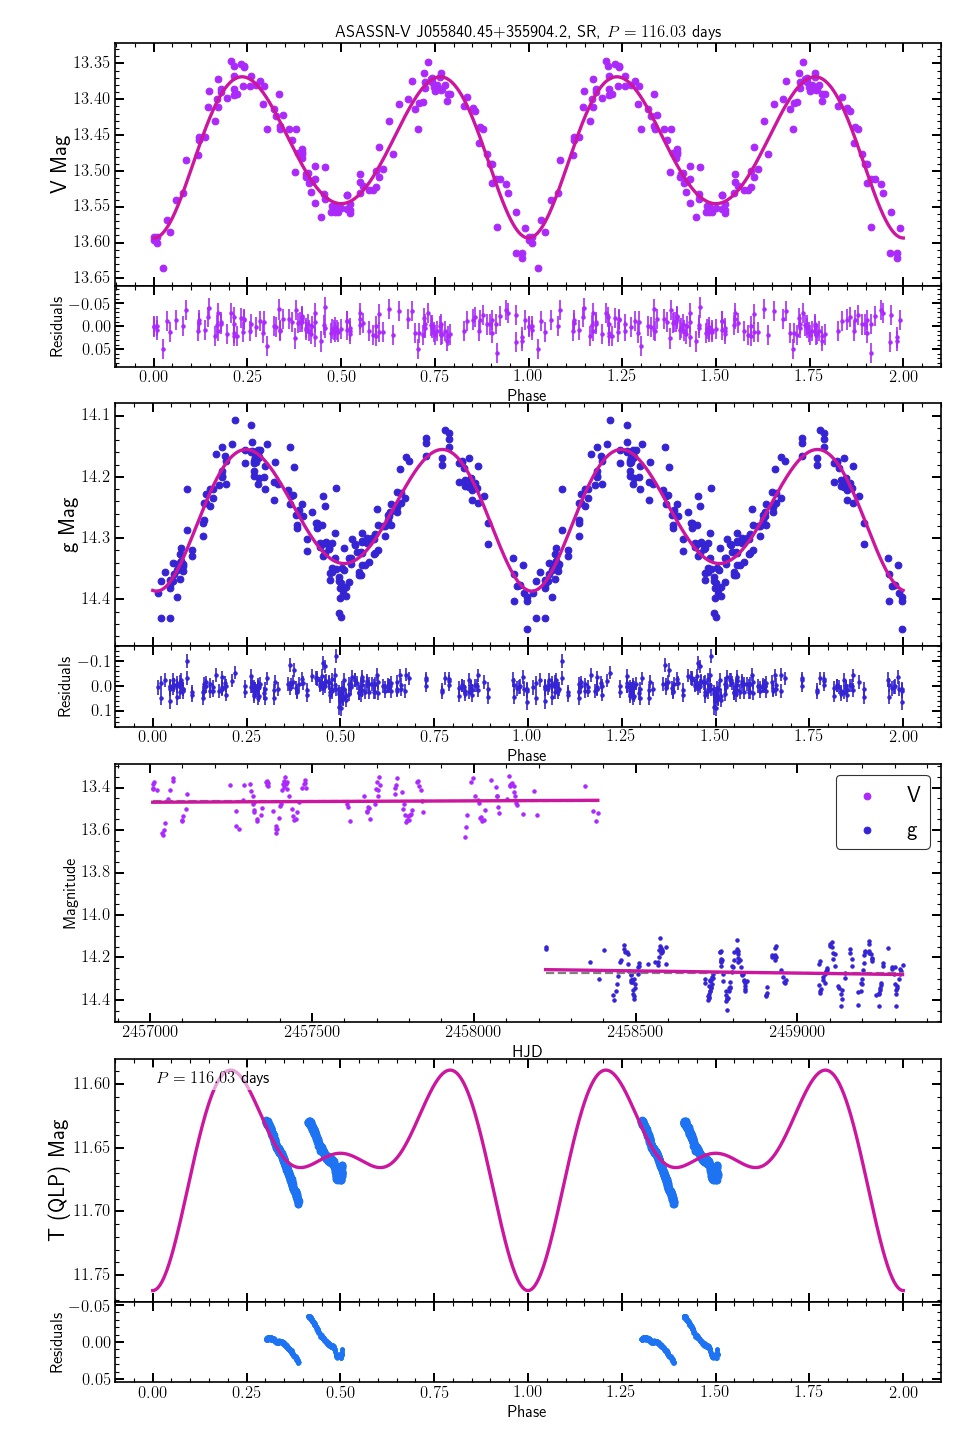 ASASSN-V J055840.45+355904.2, SR, P = 116.03 days
13.35
13.40
13.45
13.50
13.55
13.60
13.65
V Mag
−0.05
0.00
0.05
Residuals
0.00 0.25 0.50 0.75 1.00 1.25 1.50 1.75 2.00
Phase
14.1
14.2
14.3
14.4
g Mag
−0.1
0.0
0.1
Residuals
0.00 0.25 0.50 0.75 1.00 1.25 1.50 1.75 2.00
Phase
13.4
13.6
13.8
14.0
14.2
14.4
Magnitude
V
g
2457000 2457500 2458000 2458500 2459000
HJD
P = 116.03 days
11.60
11.65
11.70
11.75
T (QLP) Mag
−0.05
0.00
0.05
Residuals
0.00 0.25 0.50 0.75 1.00 1.25 1.50 1.75 2.00
Phase